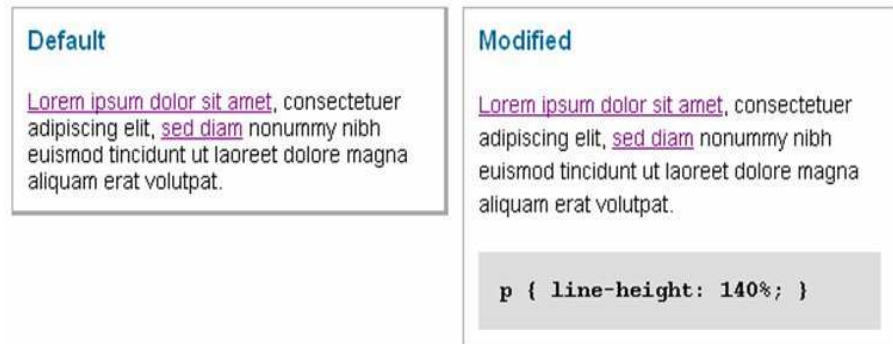 Default
Lorem ipsum dolor sit amet, consectetuer
adipiscing elit, sed diam nonummy nibh
euismod tincidunt ut laoreet dolore magna
aliquam erat volutpat.
Modified
Lorem ipsum dolor sit amet, consectetuer
adipiscing elit, sed diam nonummy nibh
euismod tincidunt ut laoreet dolore magna
aliquam erat volutpat.
p { line-height: 140%; }